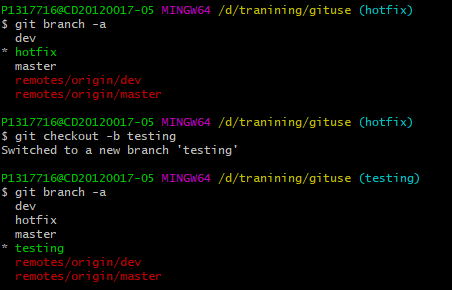 P1317716@CD20120017-05 MINGW64 /d/tranining/gituse (hotfix)
$ git branch -a
  dev
* hotfix
  master
  remotes/origin/dev
  remotes/origin/master

P1317716@CD20120017-05 MINGW64 /d/tranining/gituse (hotfix)
$ git checkout -b testing
Switched to a new branch 'testing'

P1317716@CD20120017-05 MINGW64 /d/tranining/gituse (testing)
$ git branch -a
  dev
  hotfix
  master
* testing
  remotes/origin/dev
  remotes/origin/master